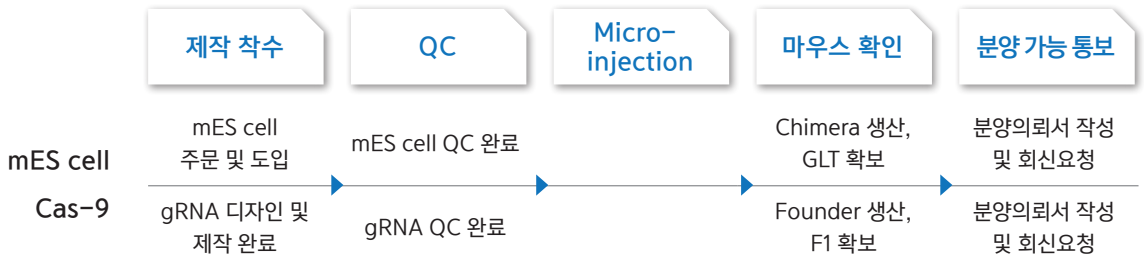 제작 착수
QC
Micro-
injection
마우스 확인
분양 가능 통보
mES cell
mES cell
주문 및 도입
mES cell QC 완료
Chimera 생산,
GLT 확보
분양의뢰서 작성
및 회신요청
Cas-9
gRNA 디자인 및
제작 완료
gRNA QC 완료
Founder 생산,
F1 확보
분양의뢰서 작성
및 회신요청